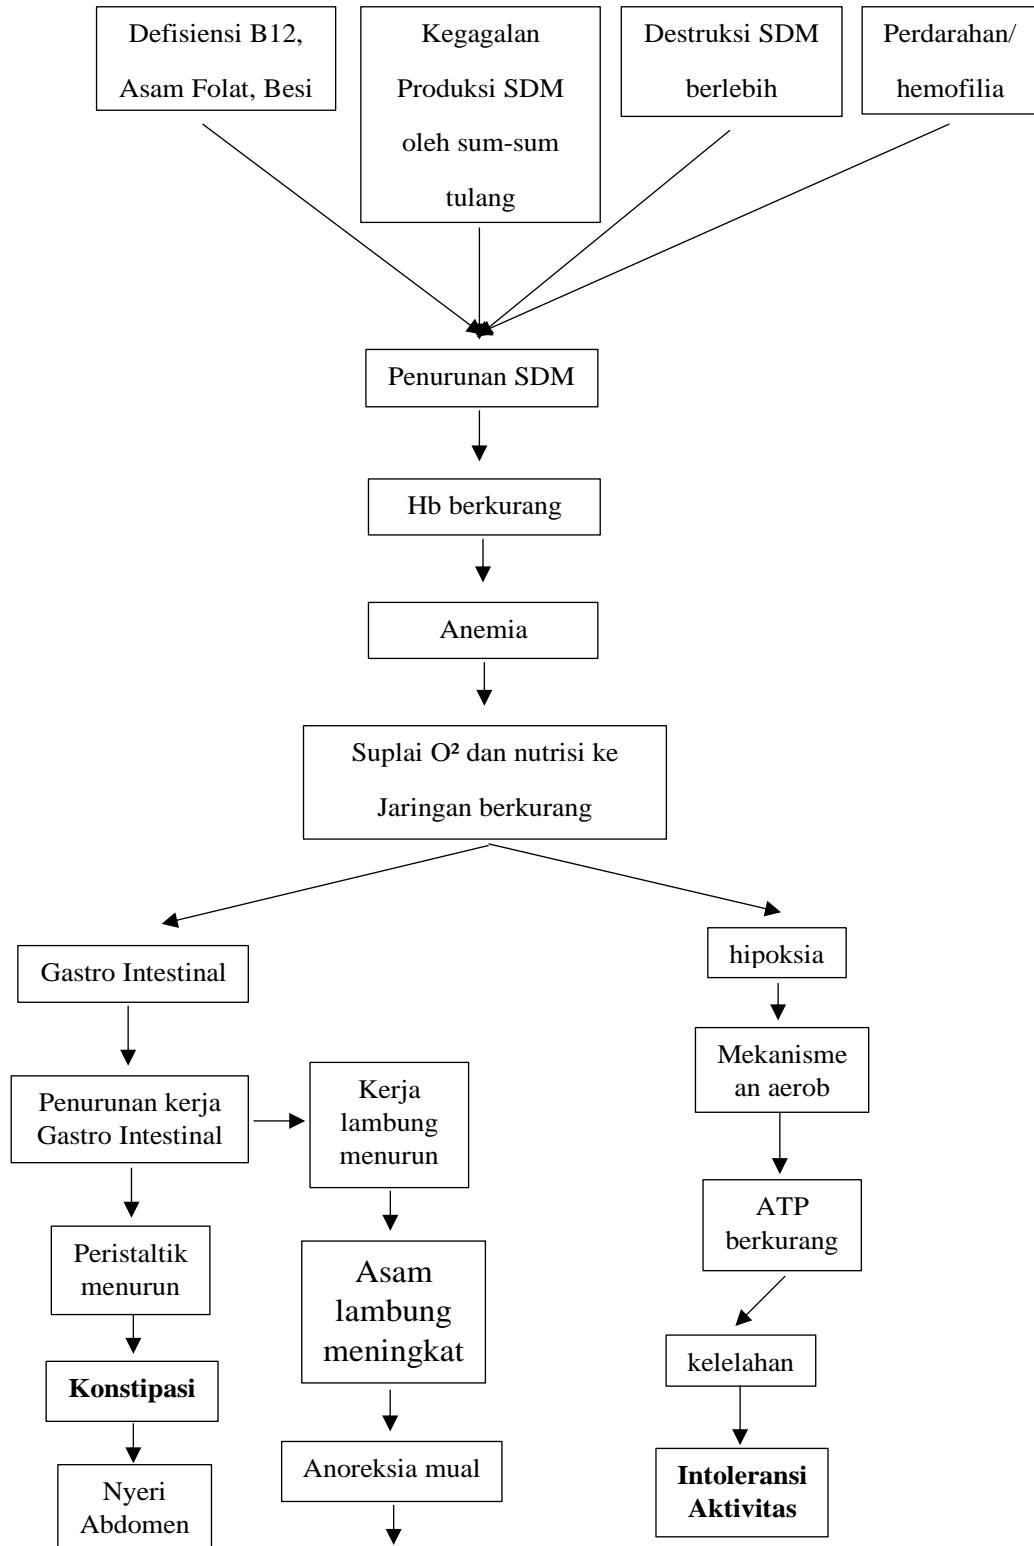 Defisiensi B12,
Asam Folat, Besi
Kegagalan
Produksi SDM
oleh sum-sum
tulang
Destruksi SDM
berlebih
Perdarahan/
hemofilia
Penurunan SDM
Hb berkurang
Anemia
Suplai O² dan nutrisi ke
Jaringan berkurang
Gastro Intestinal
hipoksia
Penurunan kerja
Gastro Intestinal
Kerja
lambung
menurun
Mekanisme
an aerob
Peristaltik
menurun
Asam
lambung
meningkat
ATP
berkurang
Konstipasi
kelelahan
Nyeri
Abdomen
Anoreksia mual
Intoleransi
Aktivitas